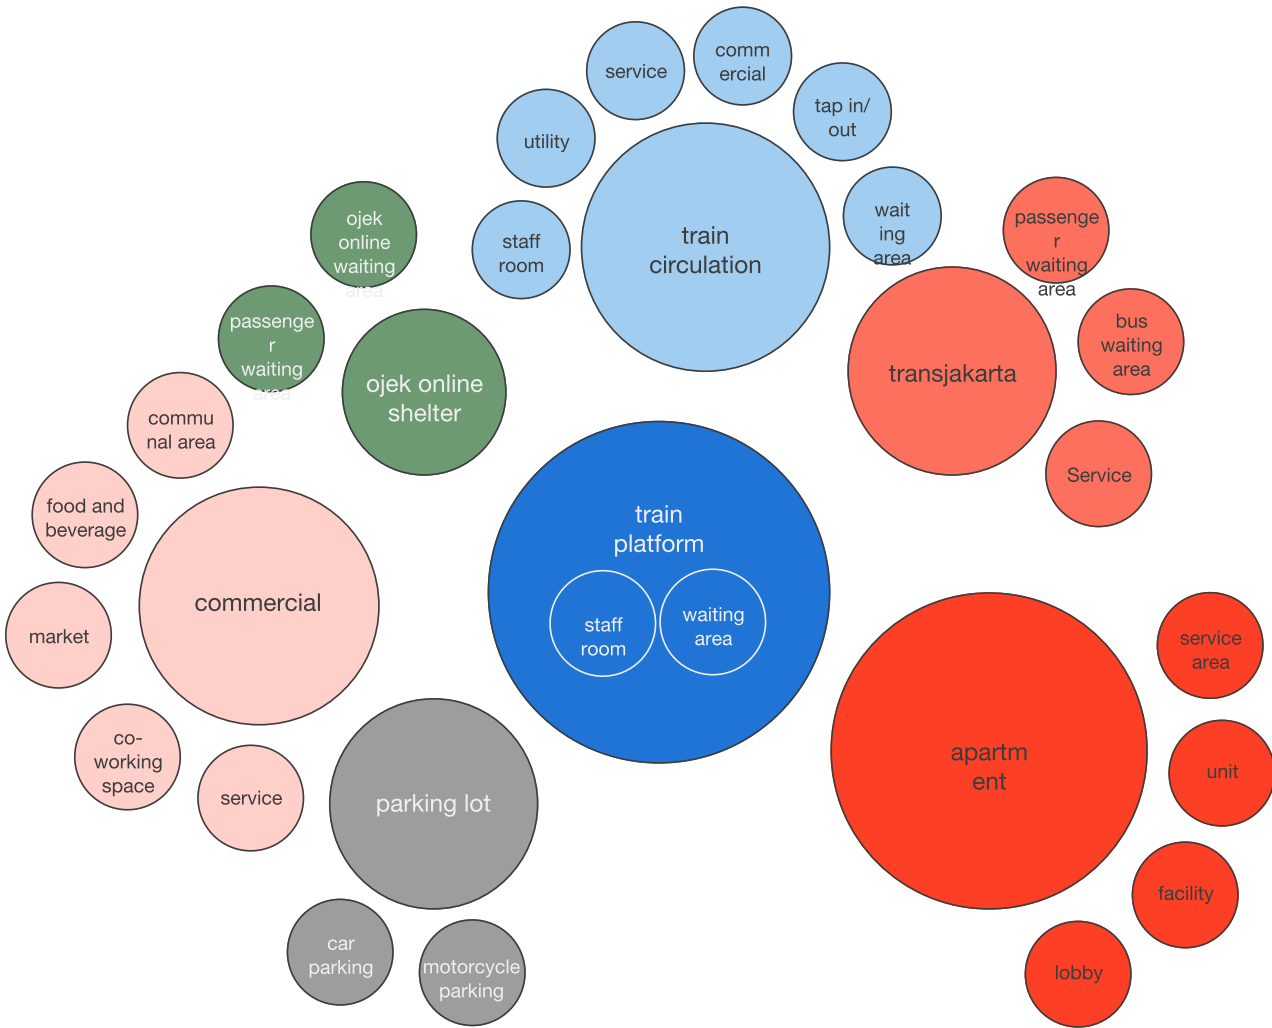 service
comm
ercial
tap in/
out
utility
staff
room
train
circulation
wait
ing
area
ojek
online
waiting
area
passenge
r
waiting
area
ojek online
shelter
passenge
r
waiting
area
bus
waiting
area
transjakarta
Service
commu
nal area
food and
beverage
market
commercial
co-
working
space
service
train
platform
staff
room
waiting
area
parking lot
car
parking
motorcycle
parking
apartm
ent
service
area
unit
facility
lobby